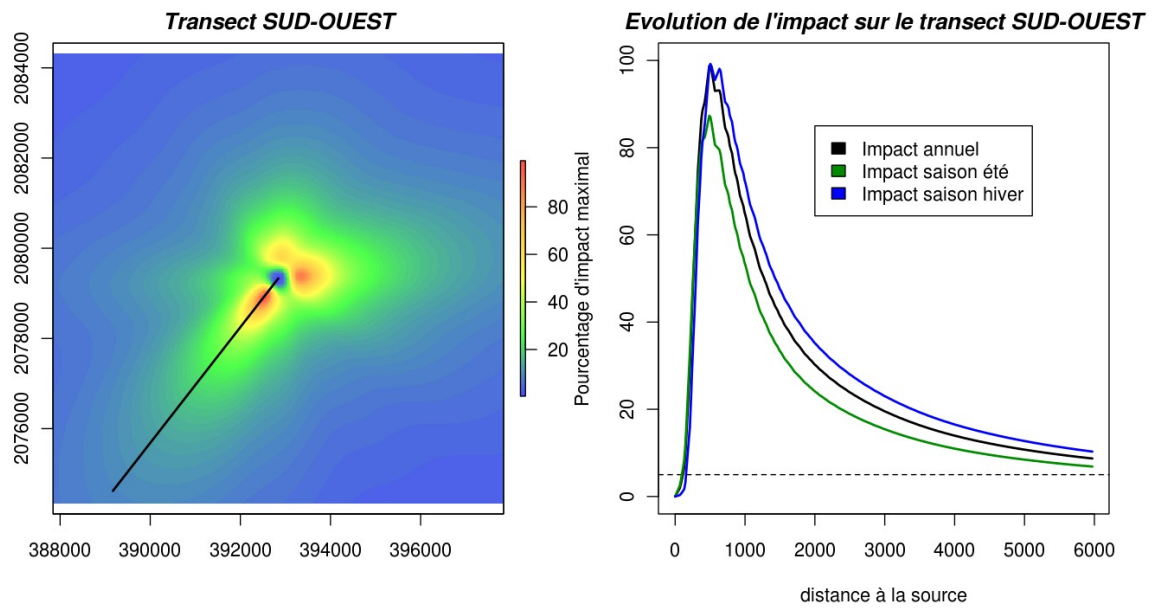 Transect SUD-OUEST
2084000
2082000
2080000
2078000
2076000
388000 390000 392000 394000 396000
80
60
40
20
Pourcentage d'impact maximal
Evolution de l'impact sur le transect SUD-OUEST
100
80
60
40
20
0
Impact annuel
Impact saison été
Impact saison hiver
0 1000 2000 3000 4000 5000 6000
distance à la source